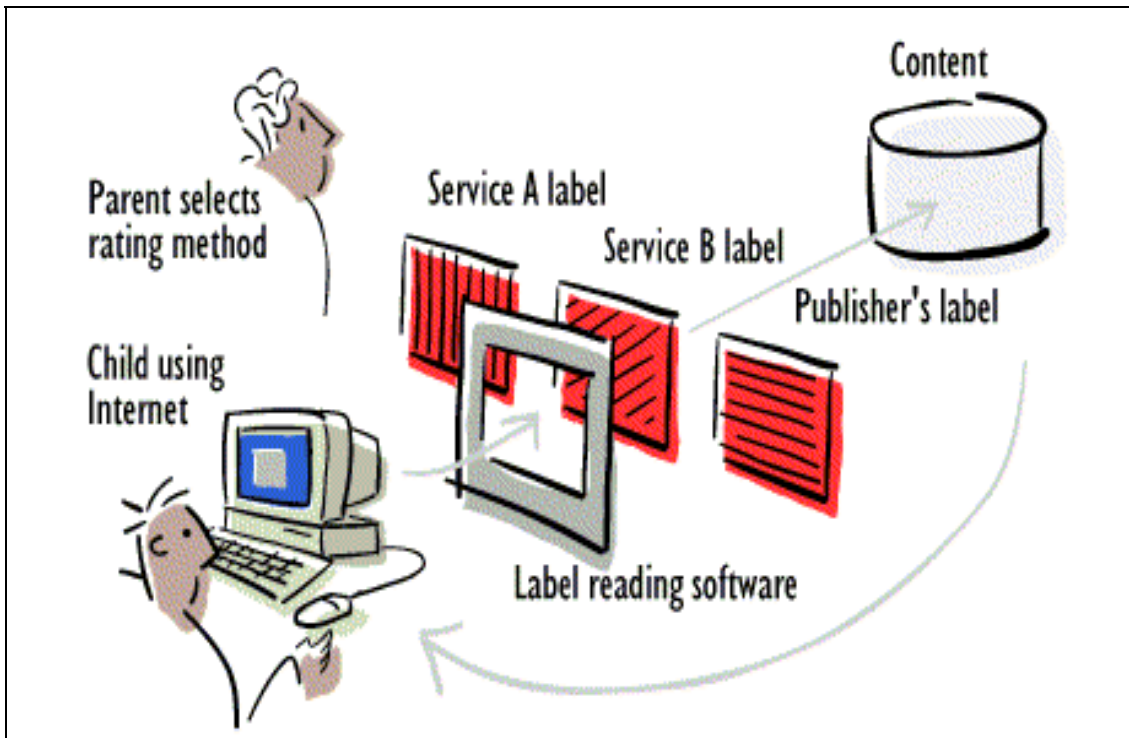 Content
Parent selects
rating method
Service A label
Service B label
Publisher's label
Child using
Internet
Label reading software